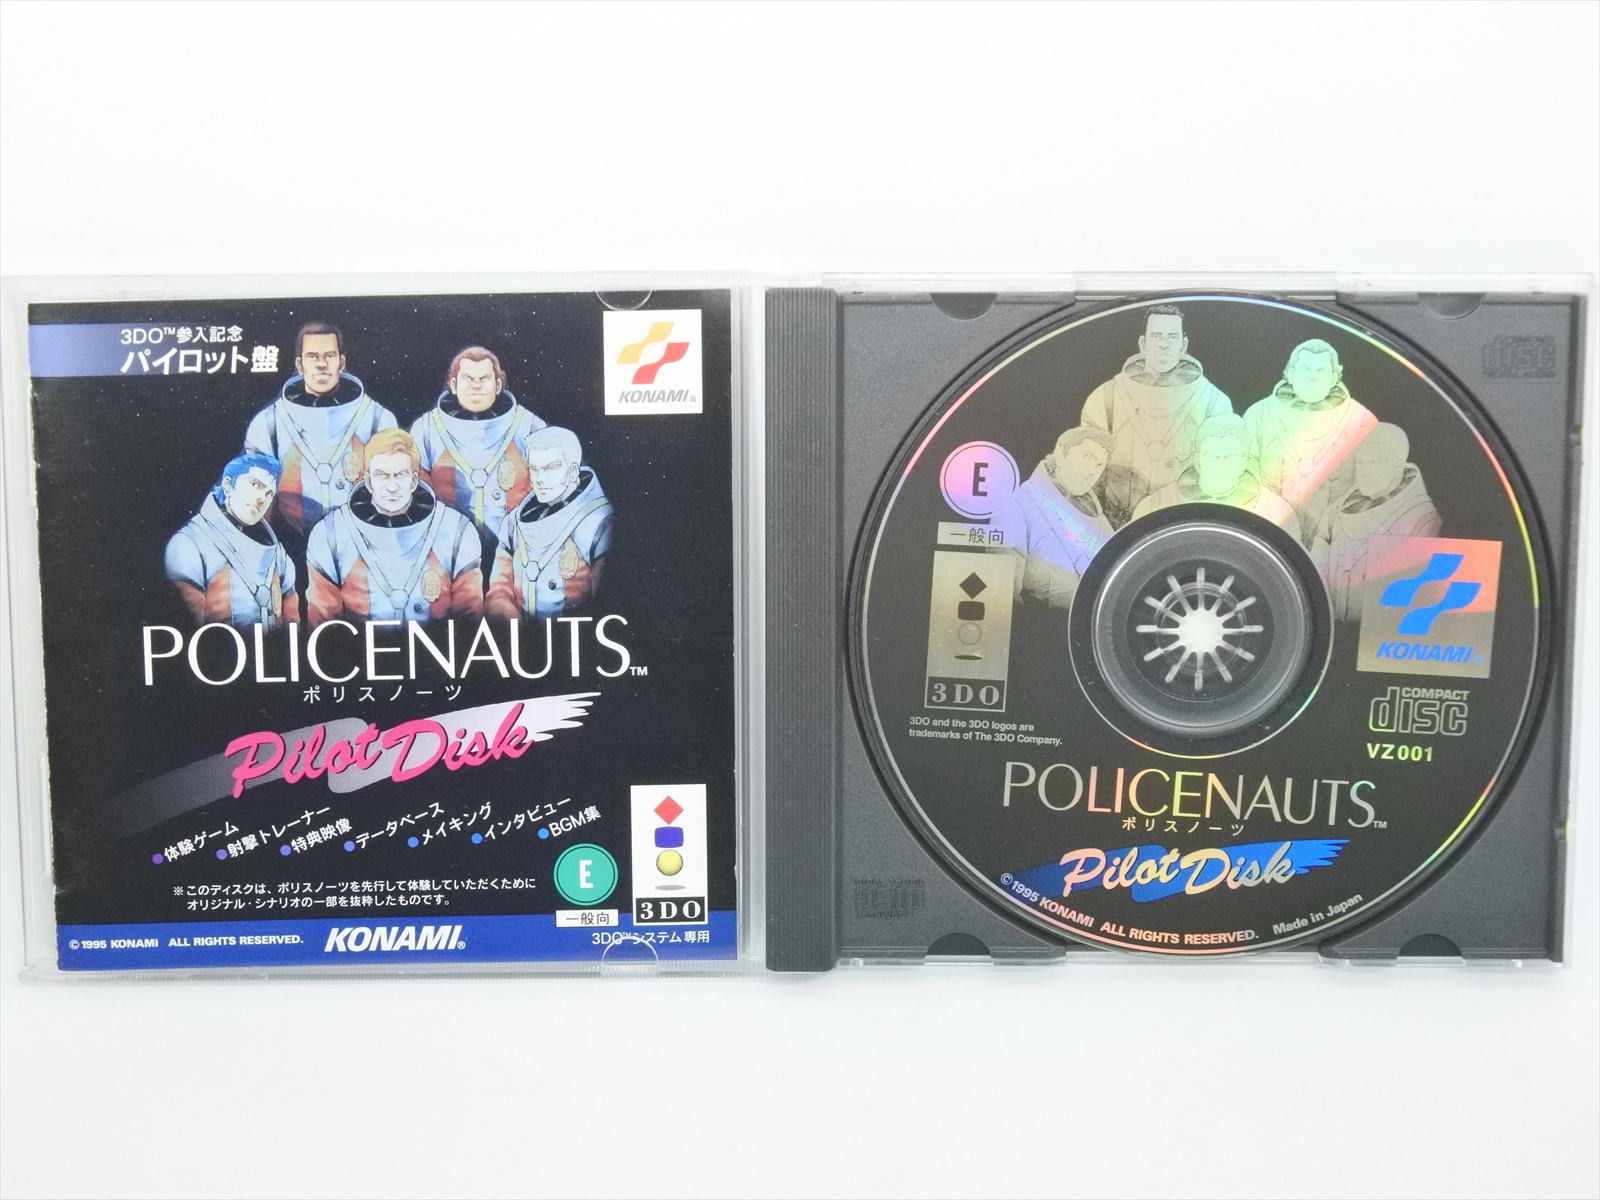 3DO™参入記念
パイロット盤
KONAMI®
POLICENAUTS™
ポリスノーツ
Pilot Disk
●体験ゲーム
●射撃トレーナー
●特典映像
●データベース
●メイキング
●インタビュー
●BGM集
※このディスクは、ポリスノーツを先行して体験していただくために
オリジナル・シナリオの一部を抜粋したものです。
E
一般向
3DO
©1995 KONAMI ALL RIGHTS RESERVED.
KONAMI®
3DO™システム専用
E
一般向
3DO
3DO and the 3DO logos are
trademarks of The 3DO Company.
KONAMI®
COMPACT
disc
VZ001
POLICENAUTS™
ポリスノーツ
Pilot Disk
©1995 KONAMI ALL RIGHTS RESERVED. Made in Japan
disc